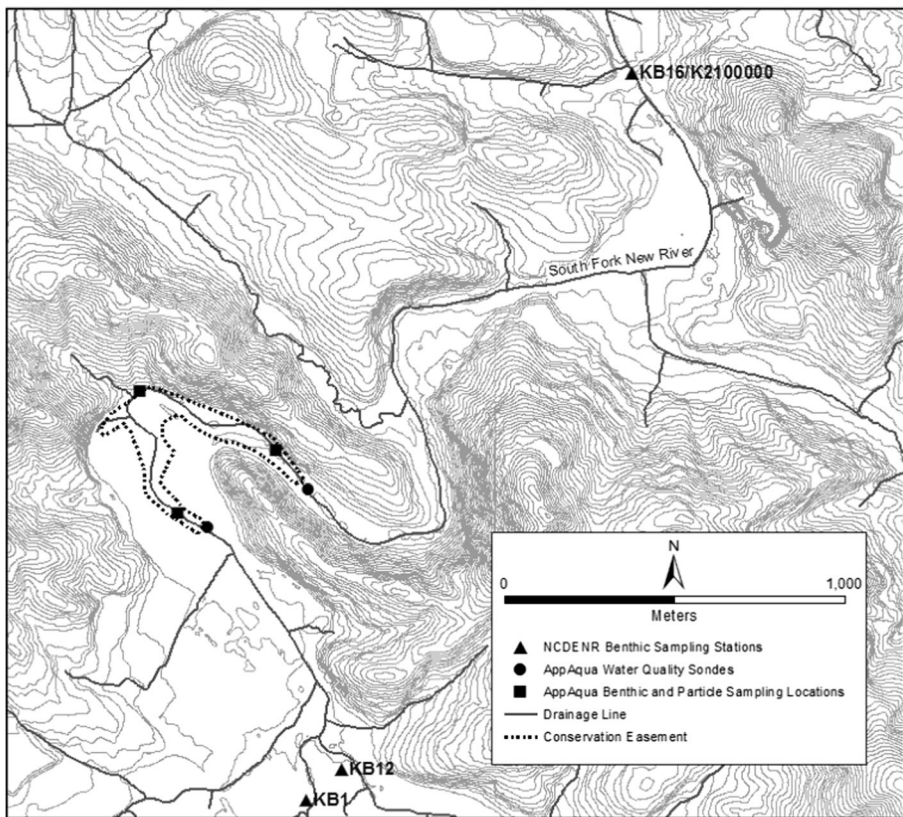 KB16/K2100000
South Fork New River
N
0 1,000
Meters
NCDENR Benthic Sampling Stations
AppAqua Water Quality Sondes
AppAqua Benthic and Particle Sampling Locations
Drainage Line
Conservation Easement
KB12
KB1